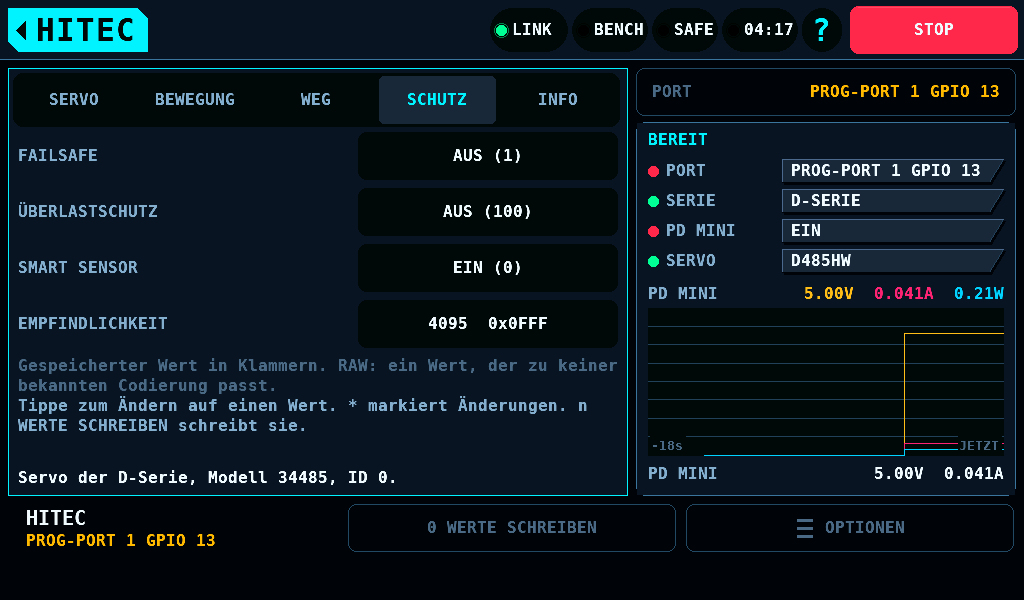 HITEC
LINK
BENCH
SAFE
04:17
?
STOP
SERVO
BEWEGUNG
WEG
SCHUTZ
INFO
FAILSAFE
AUS (1)
ÜBERLASTSCHUTZ
AUS (100)
SMART SENSOR
EIN (0)
EMPFINDLICHKEIT
4095 0x0FFF
Gespeicherter Wert in Klammern. RAW: ein Wert, der zu keiner
bekannten Codierung passt.
Tippe zum Ändern auf einen Wert. * markiert Änderungen. n
WERTE SCHREIBEN schreibt sie.
Servo der D-Serie, Modell 34485, ID 0.
PORT
PROG-PORT 1 GPIO 13
BEREIT
PORT
PROG-PORT 1 GPIO 13
SERIE
D-SERIE
PD MINI
EIN
SERVO
D485HW
PD MINI
5.00V 0.041A 0.21W
-18s
JETZT
PD MINI
5.00V 0.041A
HITEC
PROG-PORT 1 GPIO 13
0 WERTE SCHREIBEN
OPTIONEN